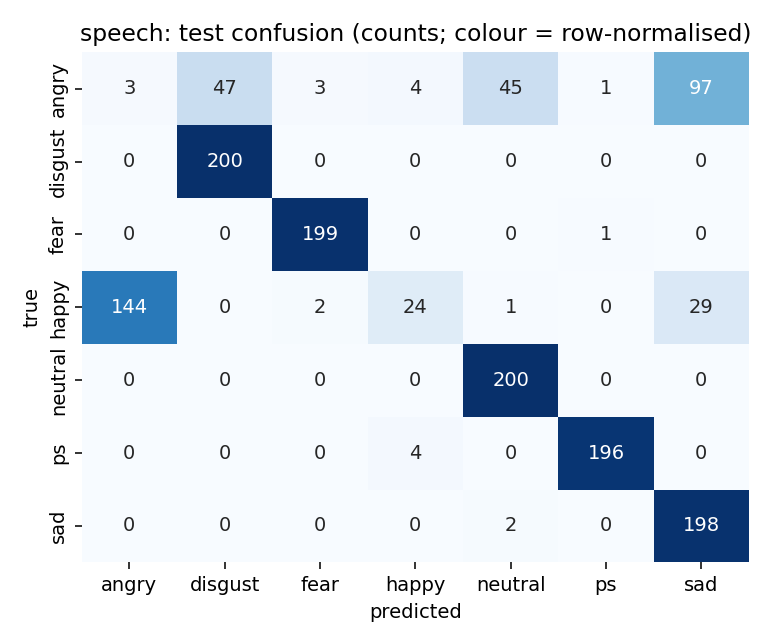 speech: test confusion (counts; colour = row-normalised)
angry 3 47 3 4 45 1 97
disgust 0 200 0 0 0 0 0
fear 0 0 199 0 0 1 0
happy 144 0 2 24 1 0 29
neutral 0 0 0 0 200 0 0
ps 0 0 0 4 0 196 0
sad 0 0 0 0 2 0 198
true
angry disgust fear happy neutral ps sad
predicted